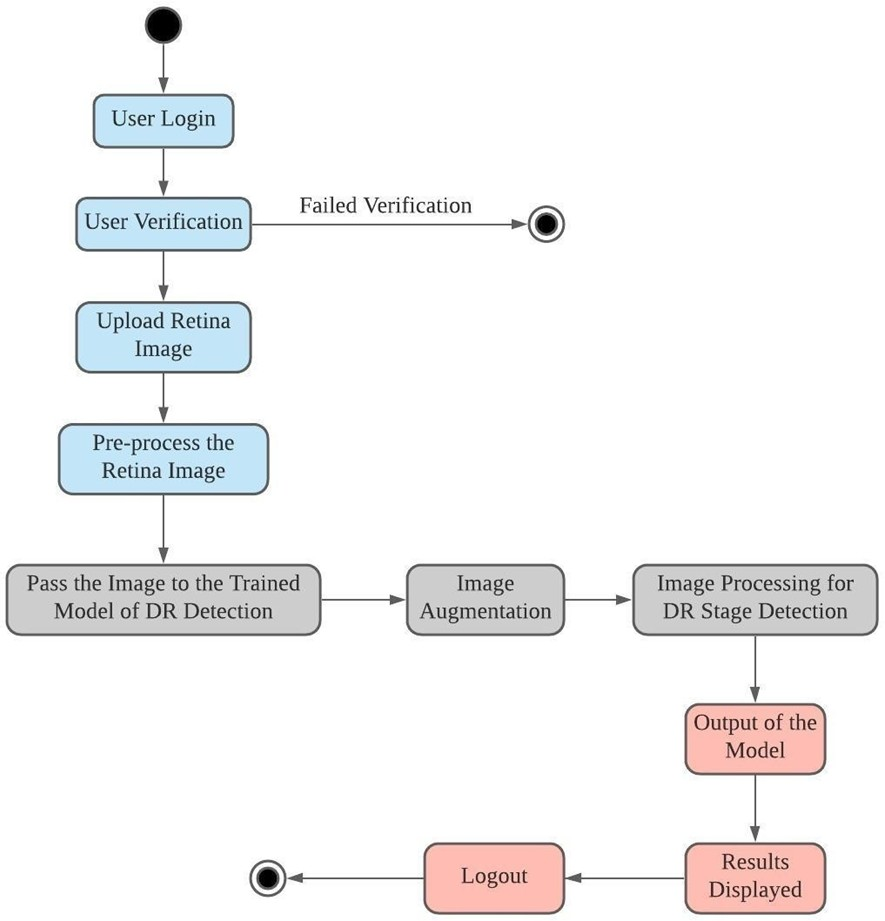 User Login
User Verification
Failed Verification
Upload Retina
Image
Pre-process the
Retina Image
Pass the Image to the Trained
Model of DR Detection
Image
Augmentation
Image Processing for
DR Stage Detection
Output of the
Model
Results
Displayed
Logout